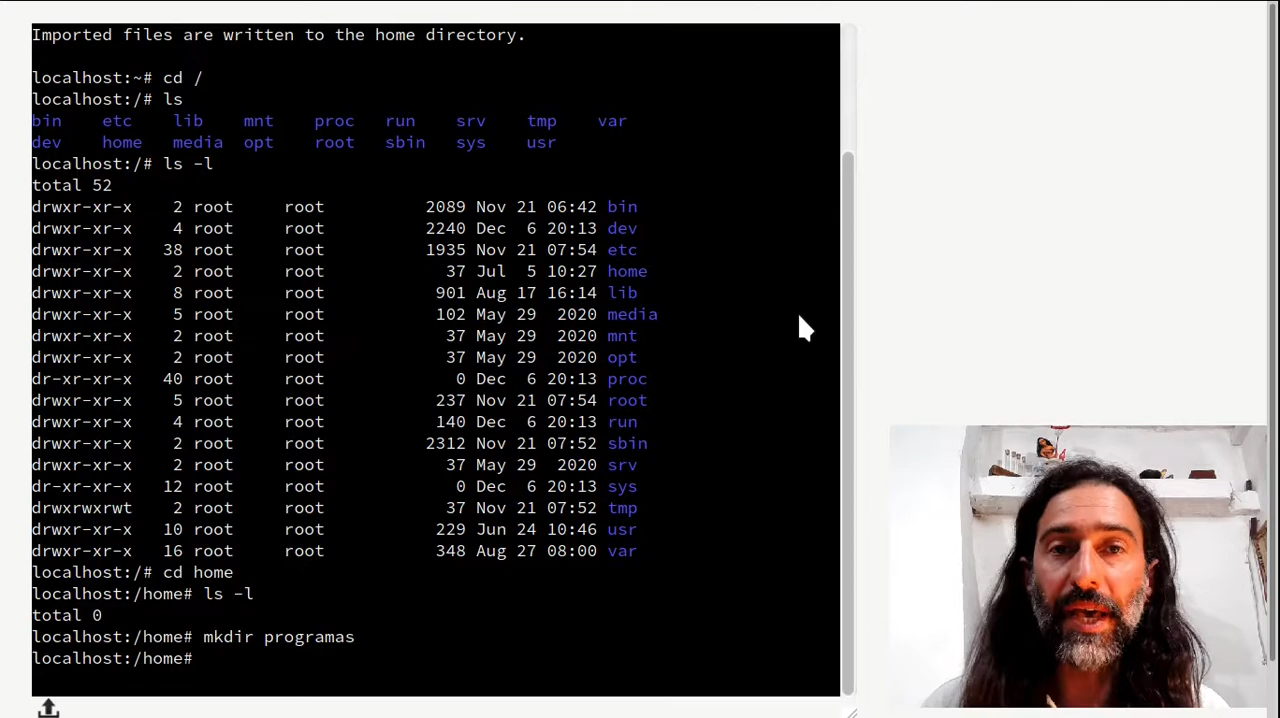 Imported files are written to the home directory.
localhost:~# cd /
localhost:/# ls
bin    etc    lib    mnt    proc   run    srv    tmp    var
dev    home   media  opt    root   sbin   sys    usr
localhost:/# ls -l
total 52
drwxr-xr-x    2 root     root          2089 Nov 21 06:42 bin
drwxr-xr-x    4 root     root          2240 Dec  6 20:13 dev
drwxr-xr-x   38 root     root          1935 Nov 21 07:54 etc
drwxr-xr-x    2 root     root            37 Jul  5 10:27 home
drwxr-xr-x    8 root     root           901 Aug 17 16:14 lib
drwxr-xr-x    5 root     root           102 May 29  2020 media
drwxr-xr-x    2 root     root            37 May 29  2020 mnt
drwxr-xr-x    2 root     root            37 May 29  2020 opt
dr-xr-xr-x   40 root     root             0 Dec  6 20:13 proc
drwxr-xr-x    5 root     root           237 Nov 21 07:54 root
drwxr-xr-x    4 root     root           140 Dec  6 20:13 run
drwxr-xr-x    2 root     root          2312 Nov 21 07:52 sbin
drwxr-xr-x    2 root     root            37 May 29  2020 srv
dr-xr-xr-x   12 root     root             0 Dec  6 20:13 sys
drwxrwxrwt    2 root     root            37 Nov 21 07:52 tmp
drwxr-xr-x   10 root     root           229 Jun 24 10:46 usr
drwxr-xr-x   16 root     root           348 Aug 27 08:00 var
localhost:/# cd home
localhost:/home# ls -l
total 0
localhost:/home# mkdir programas
localhost:/home#